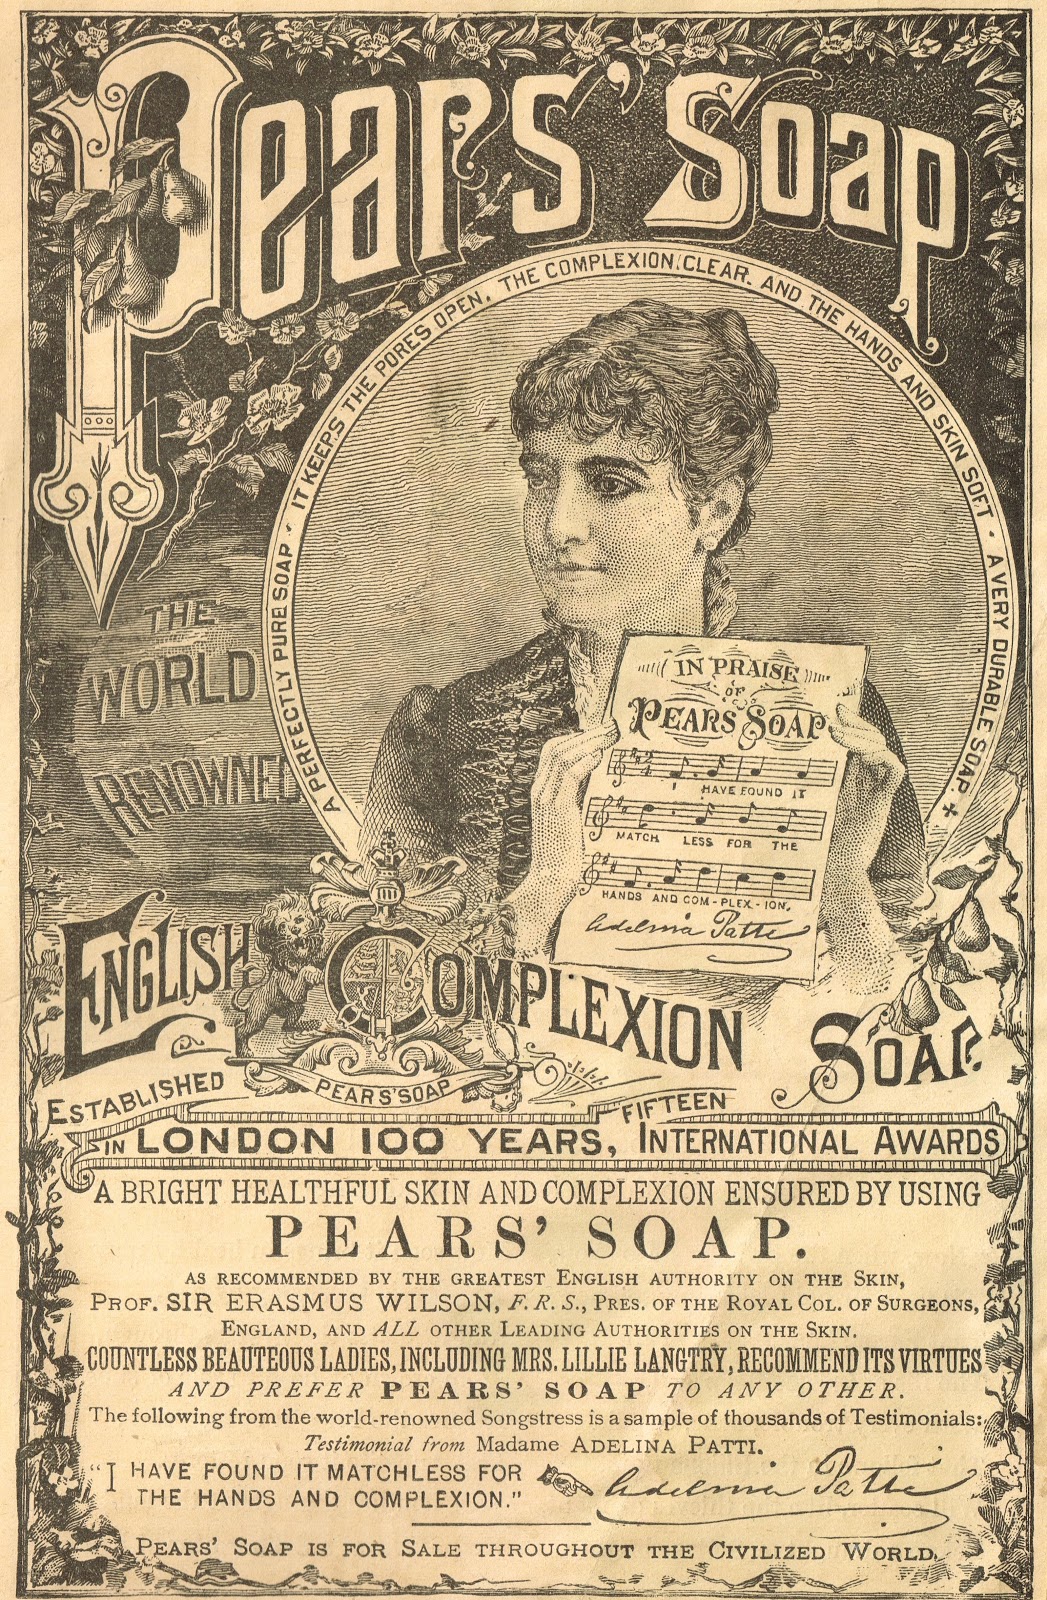 Pears' Soap
A PERFECTLY PURE SOAP · IT KEEPS THE PORES OPEN, THE COMPLEXION CLEAR. AND THE HANDS AND SKIN SOFT · A VERY DURABLE SOAP.
THE
WORLD
RENOWNED
IN PRAISE
OF
PEARS SOAP
I HAVE FOUND IT
MATCH LESS FOR THE
HANDS AND COM-PLEX-ION.
Adelina Patti
ENGLISH COMPLEXION SOAP.
PEARS' SOAP
ESTABLISHED
IN LONDON 100 YEARS,
FIFTEEN
INTERNATIONAL AWARDS
A BRIGHT HEALTHFUL SKIN AND COMPLEXION ENSURED BY USING
PEARS' SOAP.
AS RECOMMENDED BY THE GREATEST ENGLISH AUTHORITY ON THE SKIN,
PROF. SIR ERASMUS WILSON, F. R. S., PRES. OF THE ROYAL COL. OF SURGEONS,
ENGLAND, AND ALL OTHER LEADING AUTHORITIES ON THE SKIN.
COUNTLESS BEAUTEOUS LADIES, INCLUDING MRS. LILLIE LANGTRY, RECOMMEND ITS VIRTUES
AND PREFER PEARS' SOAP TO ANY OTHER.
The following from the world-renowned Songstress is a sample of thousands of Testimonials:
Testimonial from Madame ADELINA PATTI.
"I HAVE FOUND IT MATCHLESS FOR
THE HANDS AND COMPLEXION."
Adelina Patti
PEARS' SOAP IS FOR SALE THROUGHOUT THE CIVILIZED WORLD.